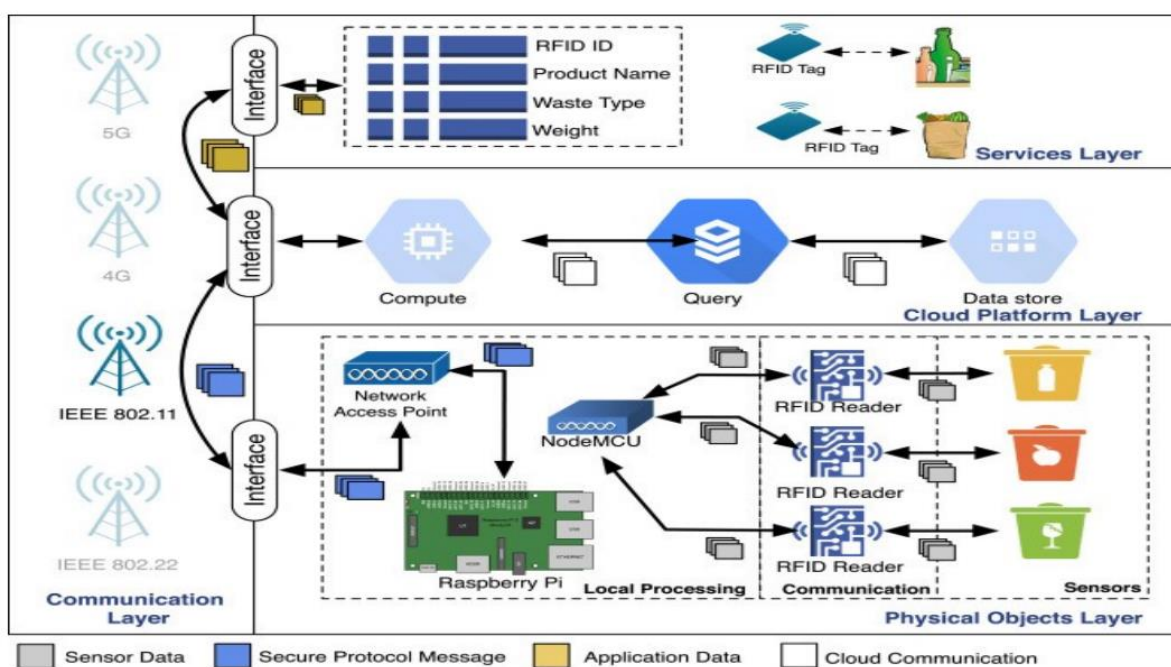 5G
4G
IEEE 802.11
IEEE 802.22
Communication
Layer
Interface
RFID ID
Product Name
Waste Type
Weight
RFID Tag
RFID Tag
Services Layer
Interface
Compute
Query
Data store
Cloud Platform Layer
Interface
Network
Access Point
Raspberry Pi
NodeMCU
Local Processing
RFID Reader
RFID Reader
RFID Reader
Communication
Sensors
Physical Objects Layer
Sensor Data
Secure Protocol Message
Application Data
Cloud Communication